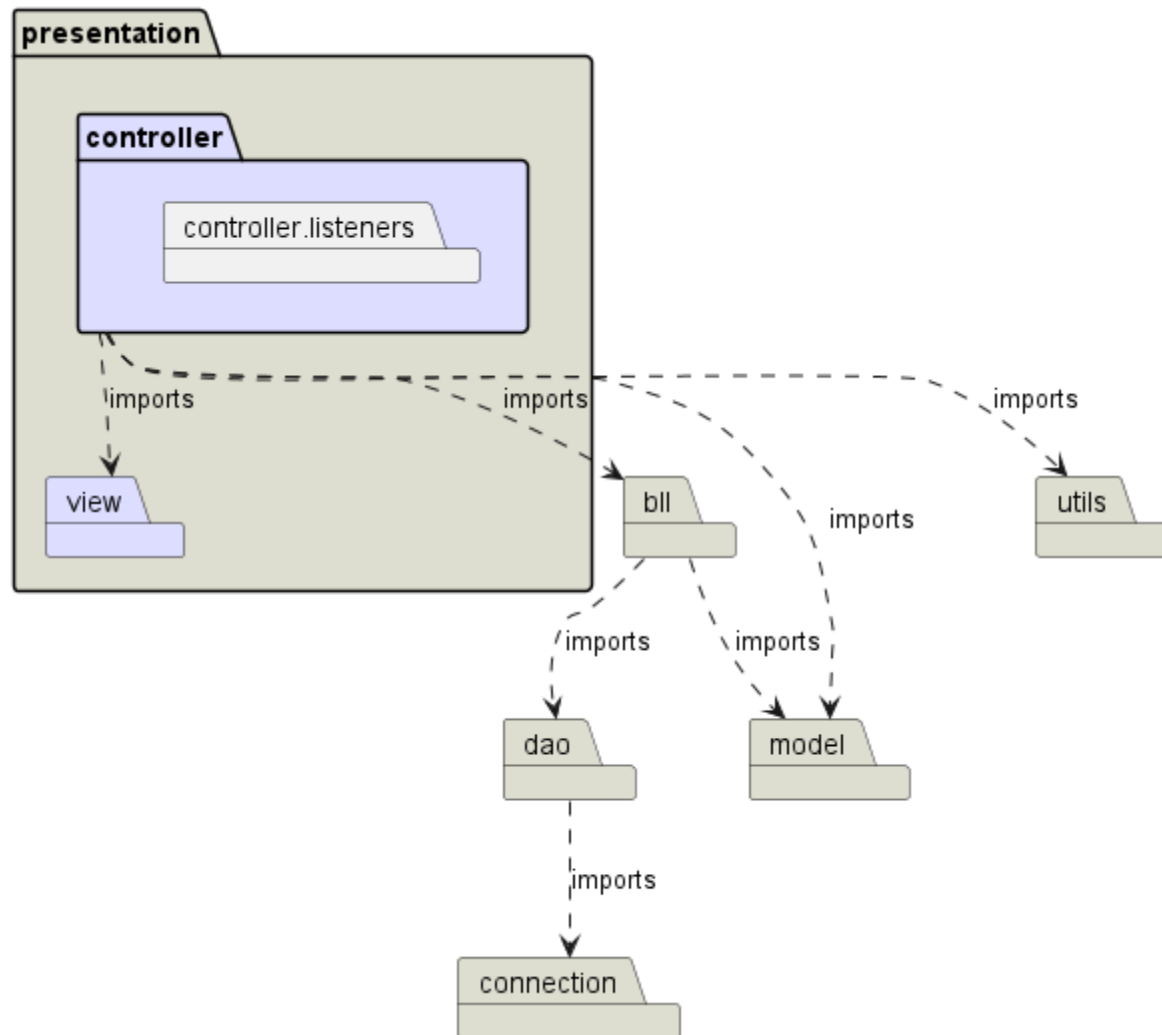 presentation
controller
controller.listeners
imports
imports
imports
view
bll
utils
imports
imports
imports
dao
model
imports
connection